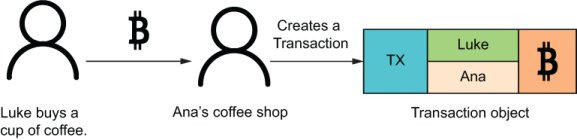 Creates a
Transaction
Luke
TX
Ana
Luke buys a
cup of coffee.
Ana's coffee shop
Transaction object